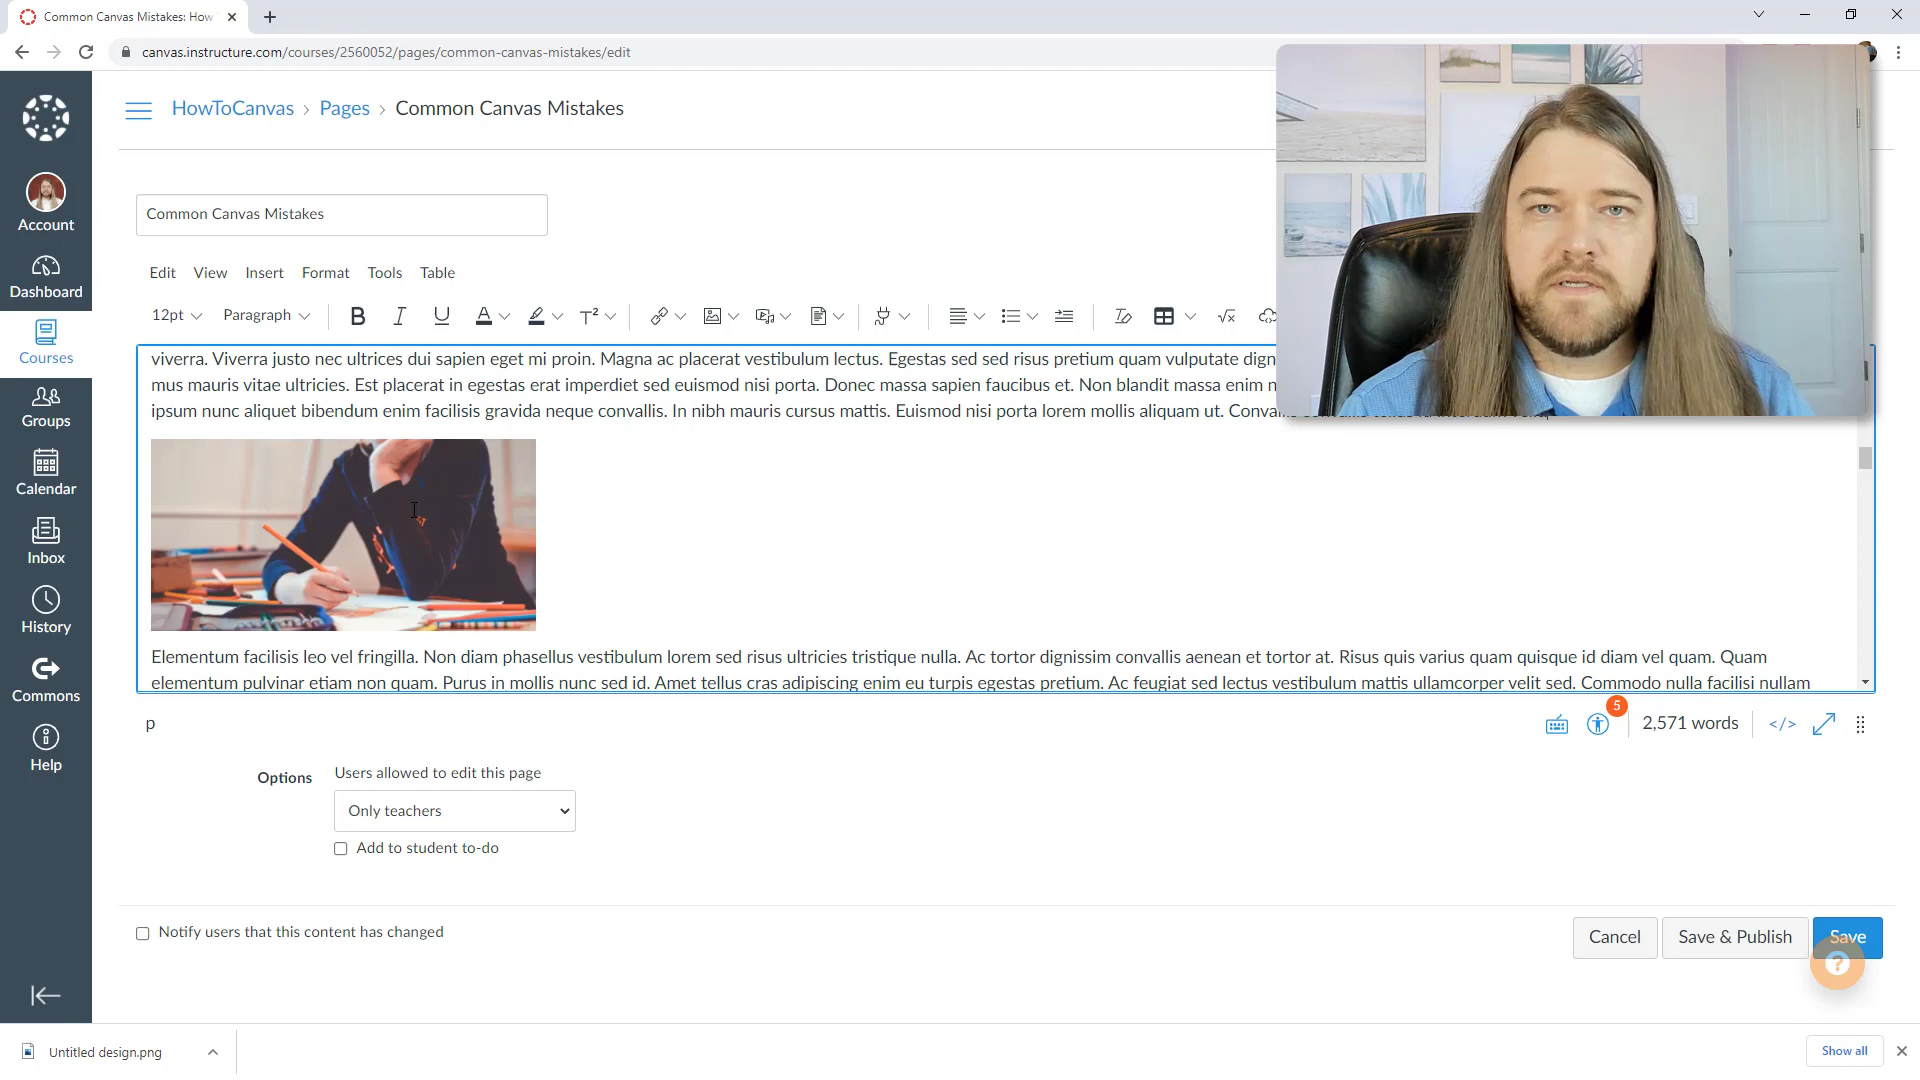 Common Canvas Mistakes: How
canvas.instructure.com/courses/2560052/pages/common-canvas-mistakes/edit
HowToCanvas › Pages › Common Canvas Mistakes
Account
Dashboard
Courses
Groups
Calendar
Inbox
History
Commons
Help
Common Canvas Mistakes
Edit View Insert Format Tools Table
12pt Paragraph
viverra. Viverra justo nec ultrices dui sapien eget mi proin. Magna ac placerat vestibulum lectus. Egestas sed sed risus pretium quam vulputate dign
mus mauris vitae ultricies. Est placerat in egestas erat imperdiet sed euismod nisi porta. Donec massa sapien faucibus et. Non blandit massa enim n
ipsum nunc aliquet bibendum enim facilisis gravida neque convallis. In nibh mauris cursus mattis. Euismod nisi porta lorem mollis aliquam ut.
Elementum facilisis leo vel fringilla. Non diam phasellus vestibulum lorem sed risus ultricies tristique nulla. Ac tortor dignissim convallis aenean et tortor at. Risus quis varius quam quisque id diam vel quam. Quam
elementum pulvinar etiam non quam. Purus in mollis nunc sed id. Amet tellus cras adipiscing enim eu turpis egestas pretium. Ac feugiat sed lectus vestibulum mattis ullamcorper velit sed. Commodo nulla facilisi nullam
p
5
2,571 words
</>
Options
Users allowed to edit this page
Only teachers
Add to student to-do
Notify users that this content has changed
Cancel
Save & Publish
Save
?
Untitled design.png
Show all